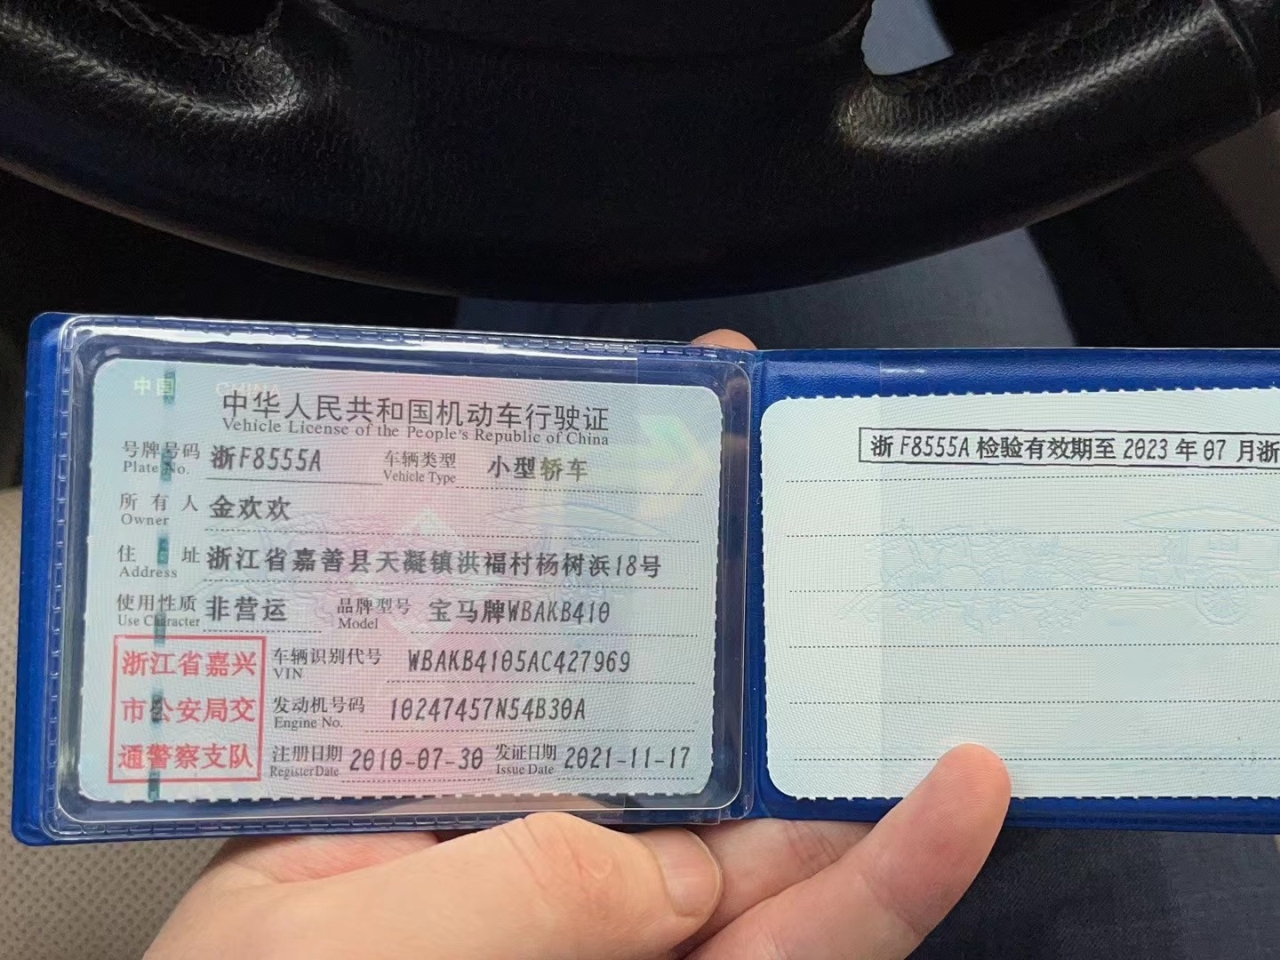 中国 CHINA
中华人民共和国机动车行驶证
Vehicle License of the People's Republic of China
号牌号码 浙F8555A 车辆类型 小型轿车
Plate No. Vehicle Type
所有人 金欢欢
Owner
住址 浙江省嘉善县天凝镇洪福村杨树浜18号
Address
使用性质 非营运 品牌型号 宝马牌WBAKB410
Use Character Model
浙江省嘉兴
市公安局交
通警察支队
车辆识别代号 WBAKB4105AC427969
VIN
发动机号码 10247457N54B30A
Engine No.
注册日期 2010-07-30 发证日期 2021-11-17
Register Date Issue Date
浙F8555A 检验有效期至 2023 年 07 月浙